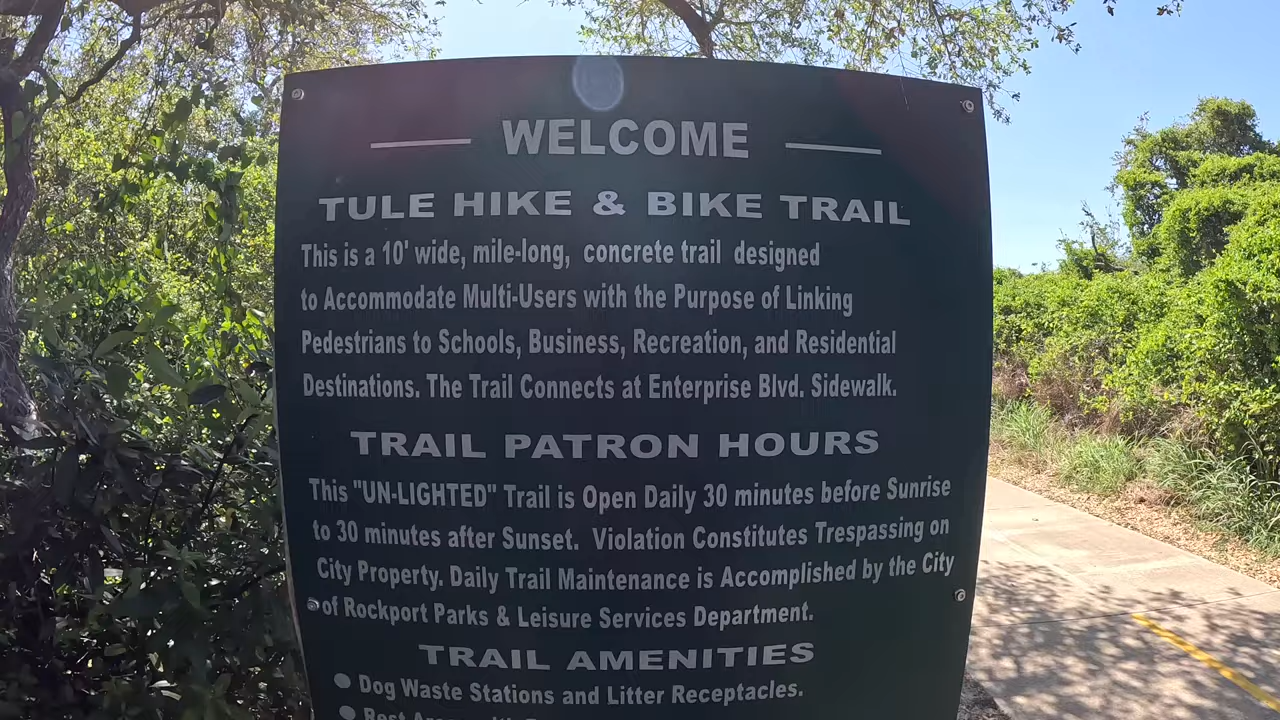 WELCOME
TULE HIKE & BIKE TRAIL
This is a 10' wide, mile-long, concrete trail designed
to Accommodate Multi-Users with the Purpose of Linking
Pedestrians to Schools, Business, Recreation, and Residential
Destinations. The Trail Connects at Enterprise Blvd. Sidewalk.
TRAIL PATRON HOURS
This "UN-LIGHTED" Trail is Open Daily 30 minutes before Sunrise
to 30 minutes after Sunset. Violation Constitutes Trespassing on
City Property. Daily Trail Maintenance is Accomplished by the City
of Rockport Parks & Leisure Services Department.
TRAIL AMENITIES
● Dog Waste Stations and Litter Receptacles.
● Rest